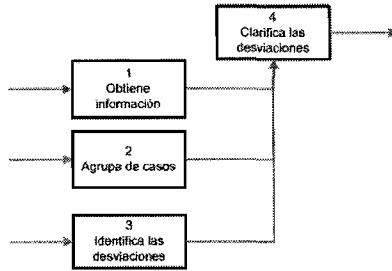 4
Clarifica las
desviaciones
1
Obtiene
información
2
Agrupa de casos
3
Identifica las
desviaciones